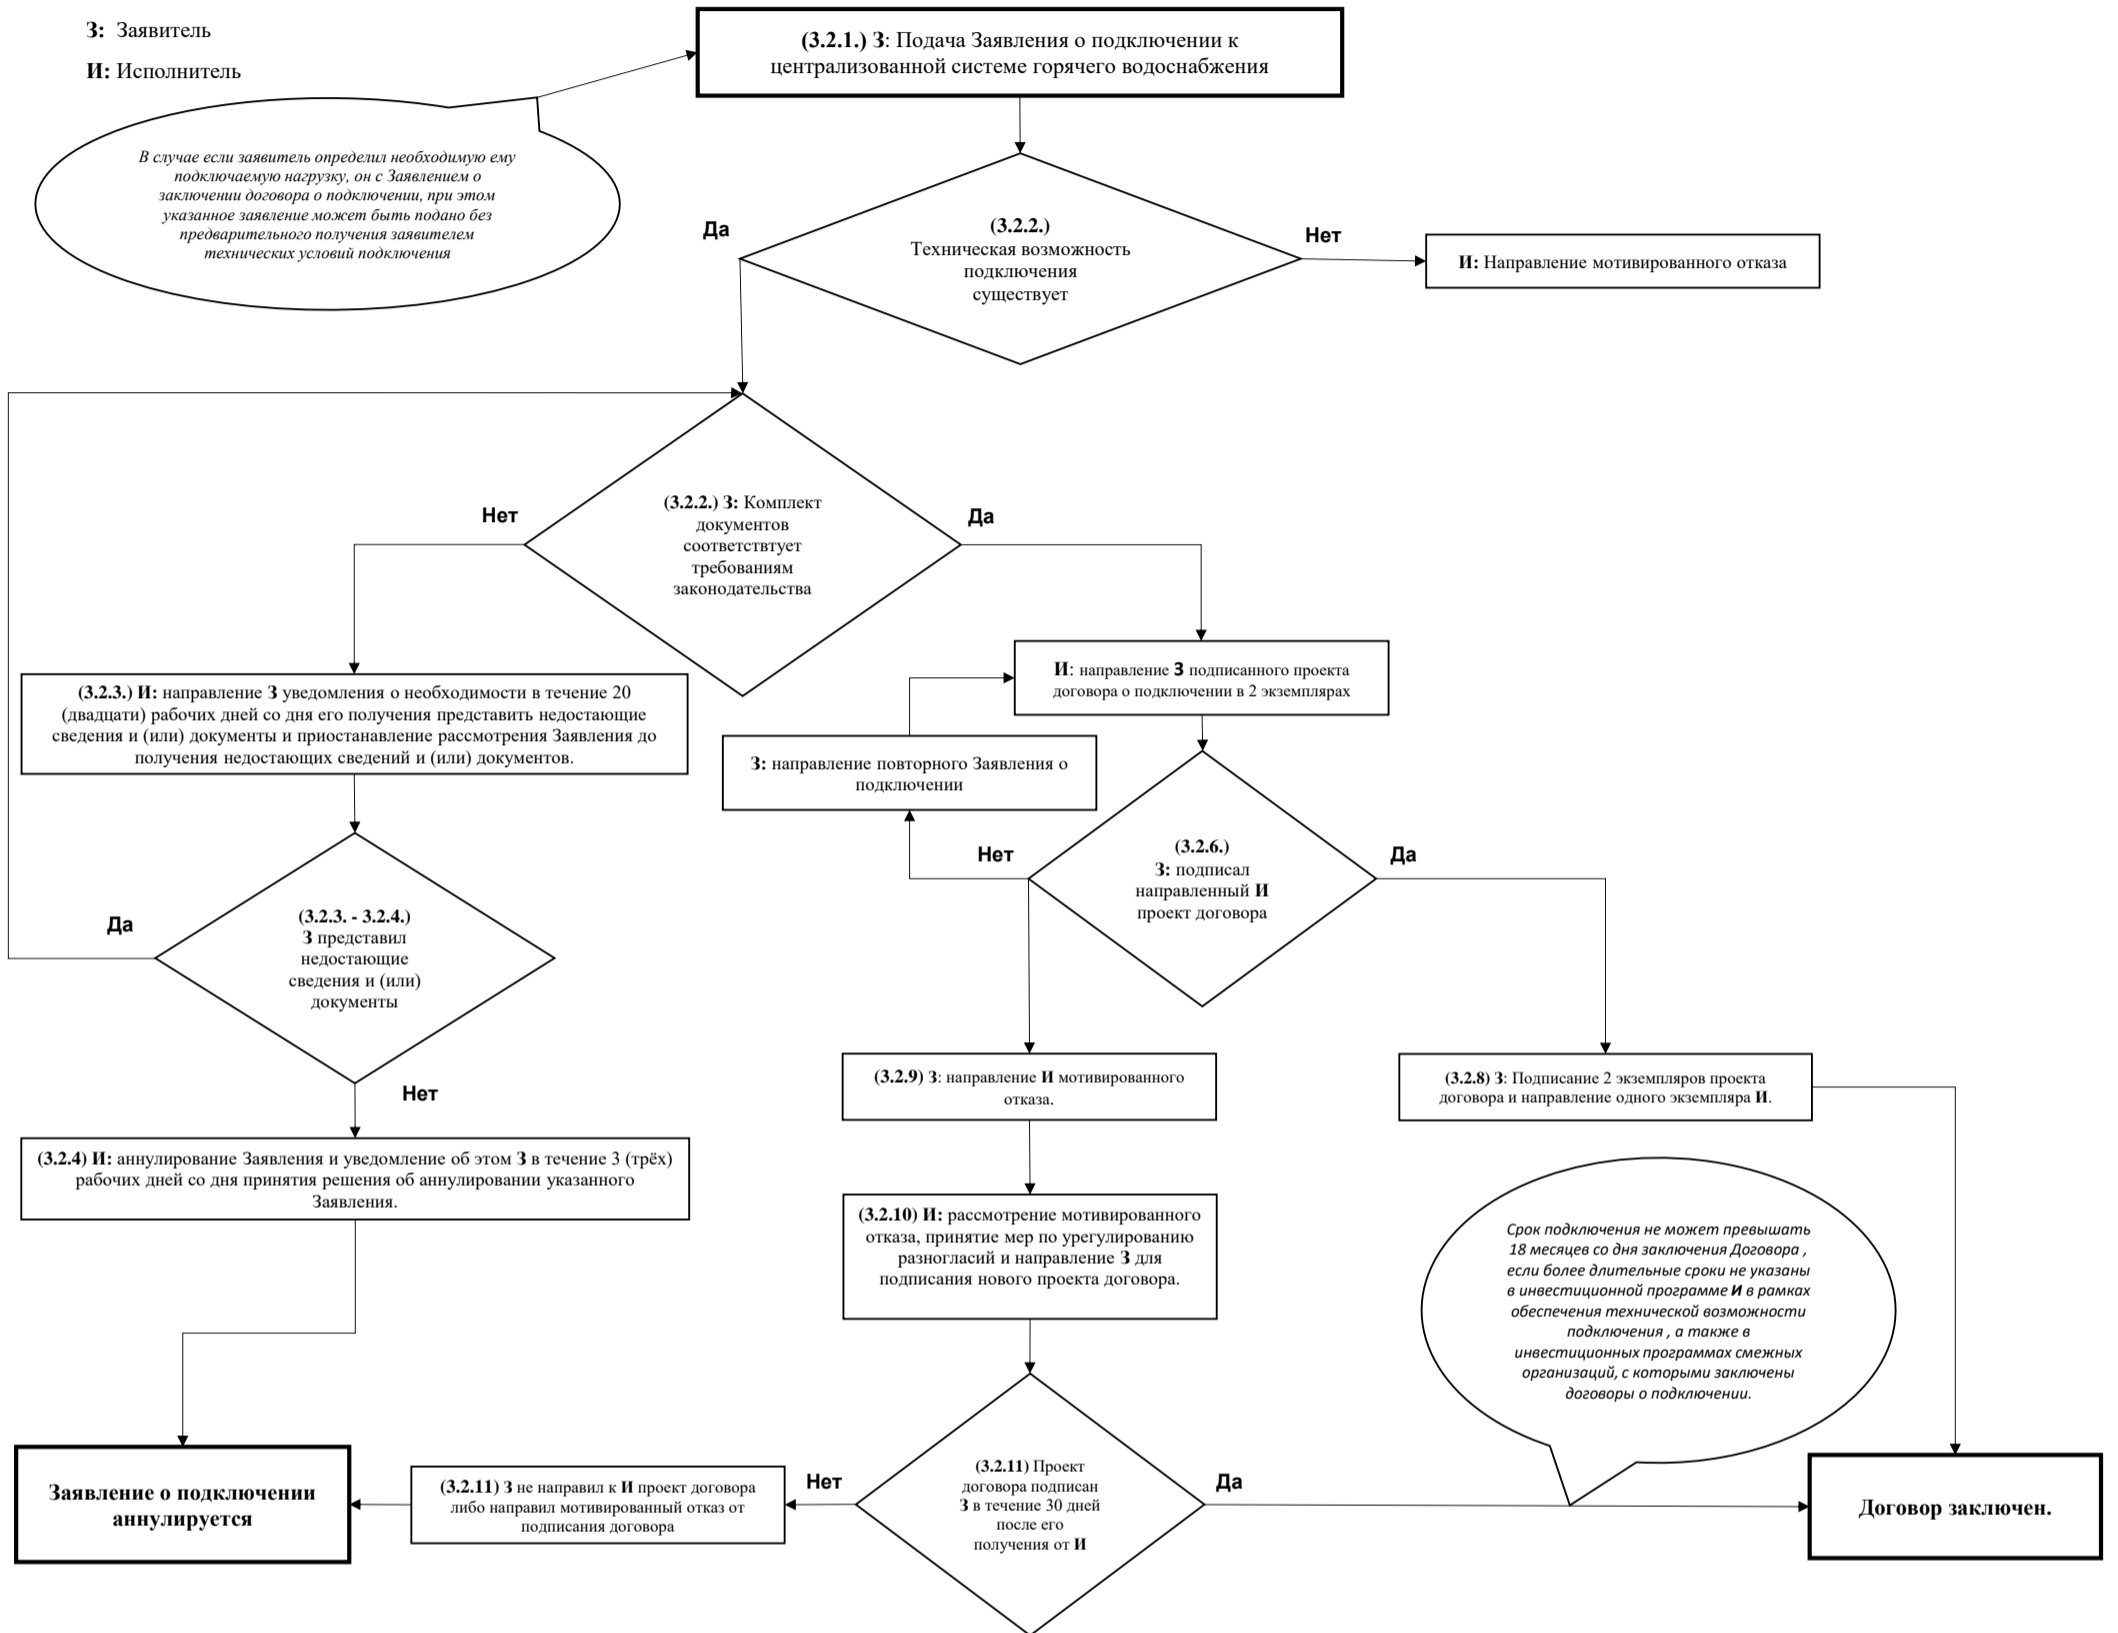 З: Заявитель
И: Исполнитель
(3.2.1.) З: Подача Заявления о подключении к
централизованной системе горячего водоснабжения
В случае если заявитель определил необходимую ему
подключаемую нагрузку, он с Заявлением о
заключении договора о подключении, при этом
указанное заявление может быть подано без
предварительного получения заявителем
технических условий подключения
Да
(3.2.2.)
Техническая возможность
подключения
существует
Нет
И: Направление мотивированного отказа
Нет
(3.2.2.) З: Комплект
документов
соответствтует
требованиям
законодательства
Да
(3.2.3.) И: направление З уведомления о необходимости в течение 20
(двадцати) рабочих дней со дня его получения представить недостающие
сведения и (или) документы и приостанавление рассмотрения Заявления до
получения недостающих сведений и (или) документов.
И: направление З подписанного проекта
договора о подключении в 2 экземплярах
З: направление повторного Заявления о
подключении
Нет
(3.2.6.)
З: подписал
направленный И
проект договора
Да
Да
(3.2.3. - 3.2.4.)
З представил
недостающие
сведения и (или)
документы
Нет
(3.2.9) З: направление И мотивированного
отказа.
(3.2.8) З: Подписание 2 экземпляров проекта
договора и направление одного экземпляра И.
(3.2.4) И: аннулирование Заявления и уведомление об этом З в течение 3 (трёх)
рабочих дней со дня принятия решения об аннулировании указанного
Заявления.
(3.2.10) И: рассмотрение мотивированного
отказа, принятие мер по урегулированию
разногласий и направление З для
подписания нового проекта договора.
Срок подключения не может превышать
18 месяцев со дня заключения Договора ,
если более длительные сроки не указаны
в инвестиционной программе И в рамках
обеспечения технической возможности
подключения , а также в
инвестиционных программах смежных
организаций, с которыми заключены
договоры о подключении.
Заявление о подключении
аннулируется
(3.2.11) З не направил к И проект договора
либо направил мотивированный отказ от
подписания договора
Нет
(3.2.11) Проект
договора подписан
З в течение 30 дней
после его
получения от И
Да
Договор заключен.